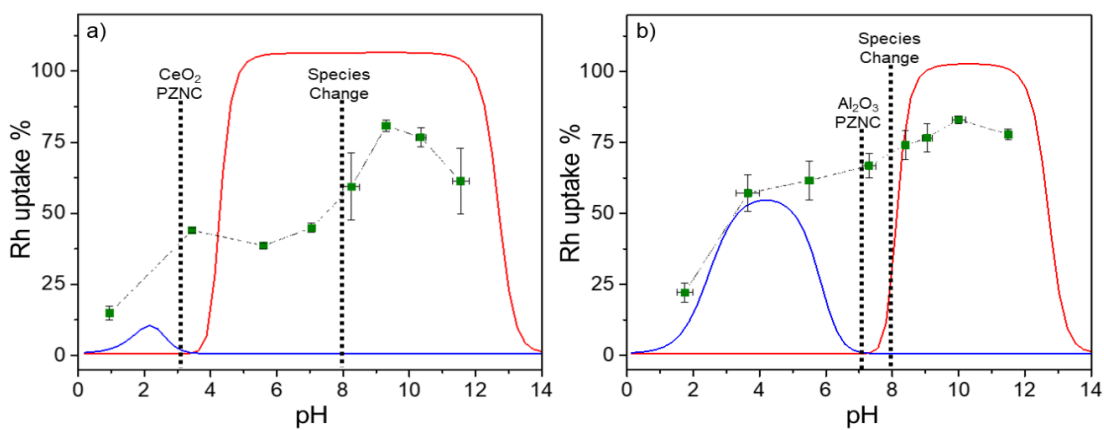 a)
CeO₂
PZNC
Species
Change
Rh uptake %
100
75
50
25
0
0 2 4 6 8 10 12 14
pH
b)
Species
Change
Al₂O₃
PZNC
Rh uptake %
100
75
50
25
0
0 2 4 6 8 10 12 14
pH